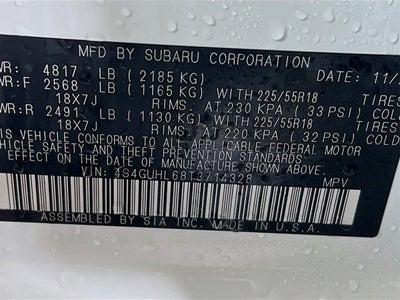 MFD BY SUBARU CORPORATION
WR: 4817 LB (2185 KG) DATE: 11/
WR:F 2568 LB (1165 KG) WITH 225/55R18 TIRES
18X7J RIMS. AT 230 KPA (33 PSI) COLD
WR:R 2491 LB (1130 KG) WITH 225/55R18 TIRES
18X7J RIMS. AT 220 KPA (32 PSI) COLD
THIS VEHICLE CONFORMS TO ALL APPLICABLE FEDERAL MOTOR
VEHICLE SAFETY AND THEFT PREVENTION STANDARDS IN EFFECT
ON THE DATE OF MANUFACTURE SHOWN ABOVE.
VIN: 4S4GUHL68T3714328 MPV
ASSEMBLED BY SIA INC. IN U.S.A.